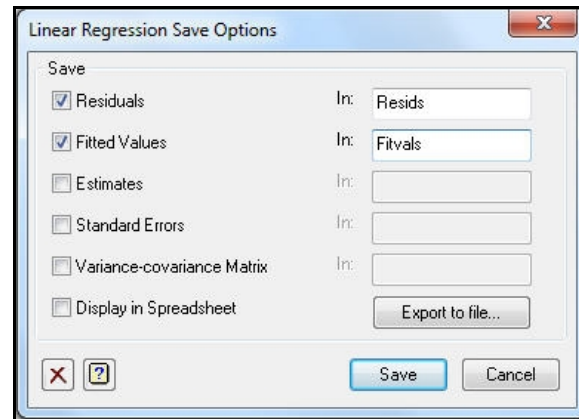 Linear Regression Save Options
Save
Residuals In: Resids
Fitted Values In: Fitvals
Estimates In:
Standard Errors In:
Variance-covariance Matrix In:
Display in Spreadsheet Export to file...
? Save Cancel